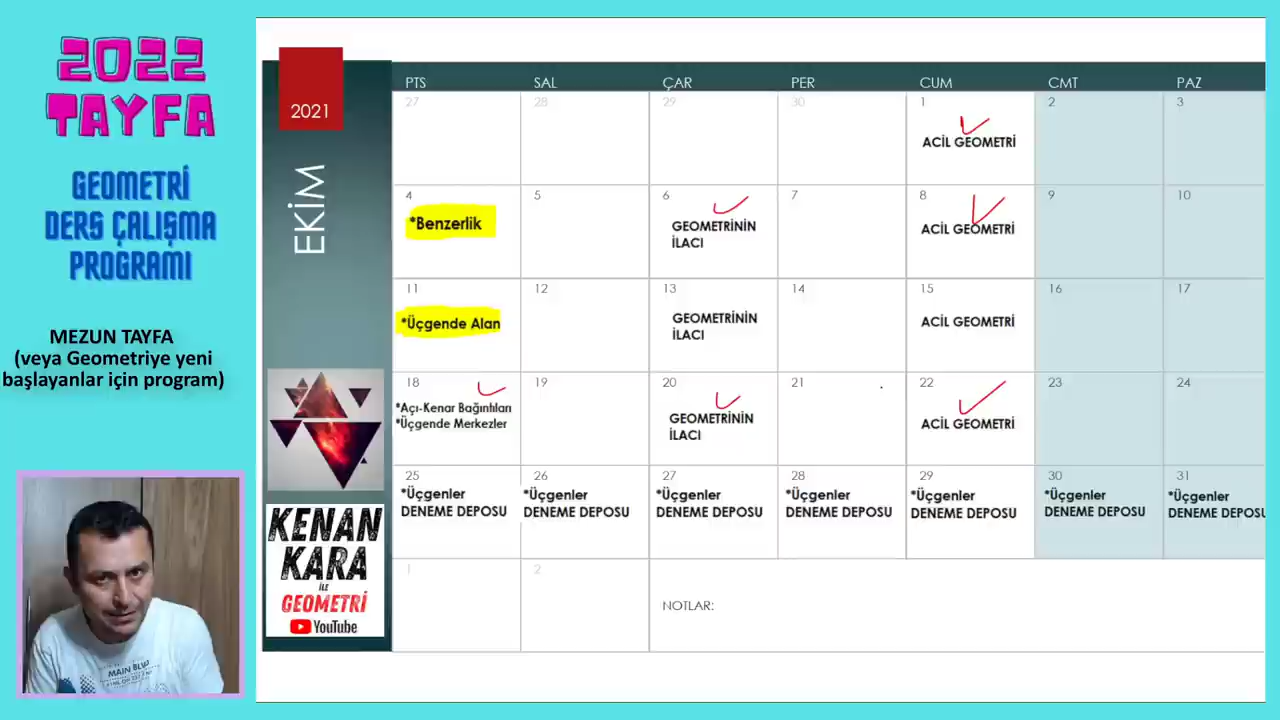 2022
TAYFA
GEOMETRİ
DERS ÇALIŞMA
PROGRAMI
MEZUN TAYFA
(veya Geometriye yeni
başlayanlar için program)
2021
EKİM
PTS SAL ÇAR PER CUM CMT PAZ
27 28 29 30 1 2 3
ACİL GEOMETRİ
4 5 6 7 8 9 10
*Benzerlik
GEOMETRİNİN
İLACI
ACİL GEOMETRİ
11 12 13 14 15 16 17
*Üçgende Alan
GEOMETRİNİN
İLACI
ACİL GEOMETRİ
18 19 20 21 22 23 24
*Açı-Kenar Bağıntıları
*Üçgende Merkezler
GEOMETRİNİN
İLACI
ACİL GEOMETRİ
25 26 27 28 29 30 31
*Üçgenler *Üçgenler *Üçgenler *Üçgenler *Üçgenler *Üçgenler *Üçgenler
DENEME DEPOSU DENEME DEPOSU DENEME DEPOSU DENEME DEPOSU DENEME DEPOSU DENEME DEPOSU DENEME DEPOSU
1 2
NOTLAR:
KENAN
KARA
İLE
GEOMETRİ
YouTube
MAIN BLV